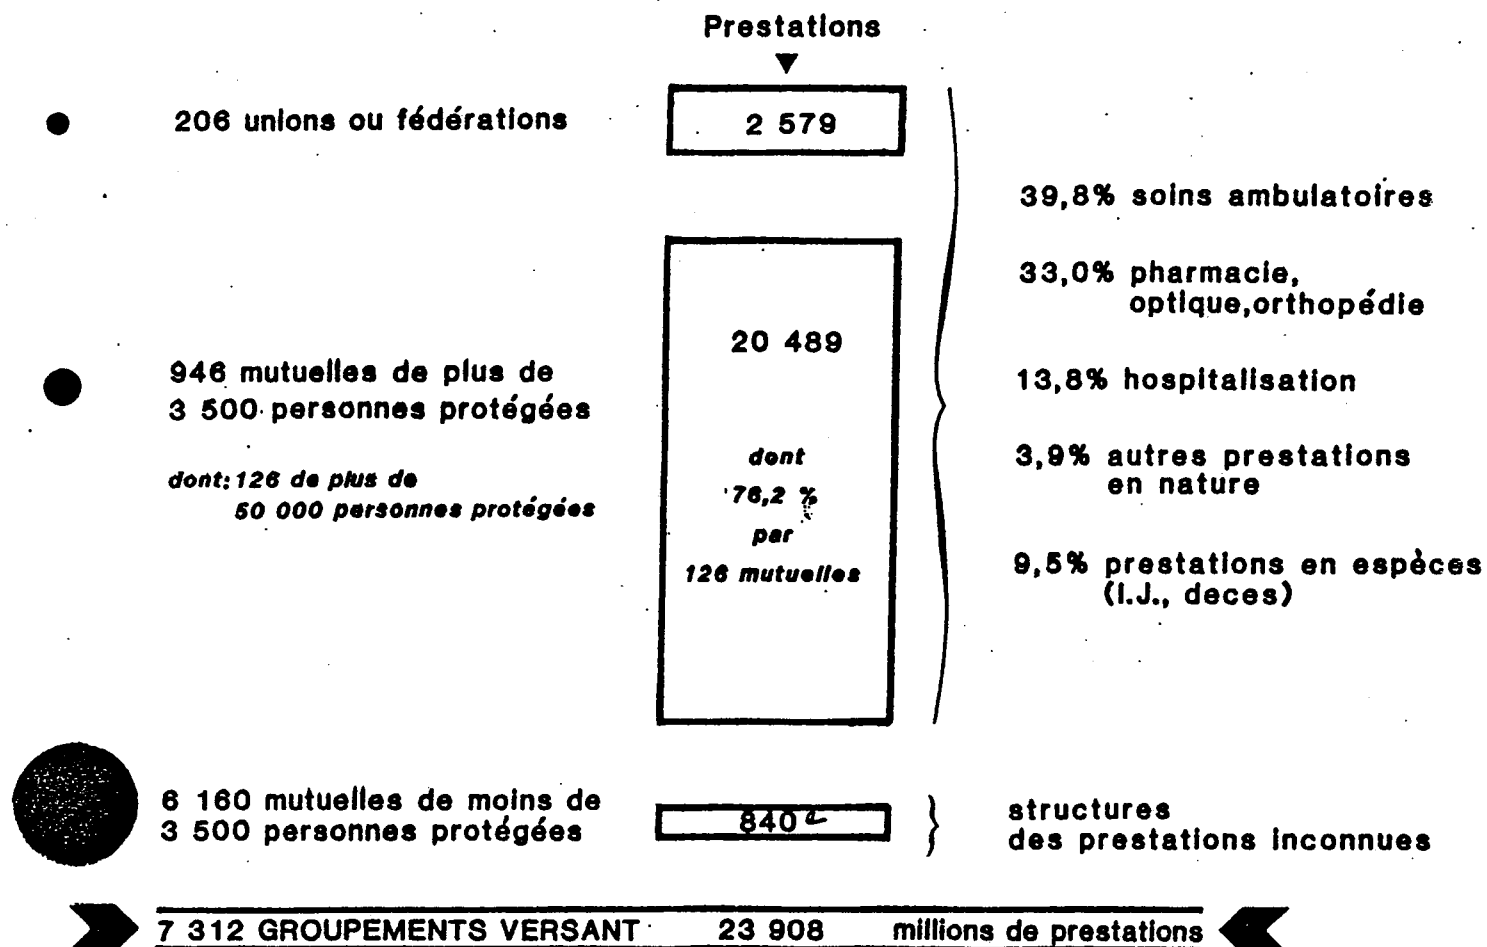 Prestations
206 unions ou fédérations
2 579
39,8% soins ambulatoires
33,0% pharmacie,
optique,orthopédie
13,8% hospitalisation
3,9% autres prestations
en nature
9,5% prestations en espèces
(I.J., deces)
946 mutuelles de plus de
3 500 personnes protégées
dont: 126 de plus de
50 000 personnes protégées
20 489
dont
76,2 %
par
126 mutuelles
6 160 mutuelles de moins de
3 500 personnes protégées
840
structures
des prestations inconnues
7 312 GROUPEMENTS VERSANT 23 908 millions de prestations